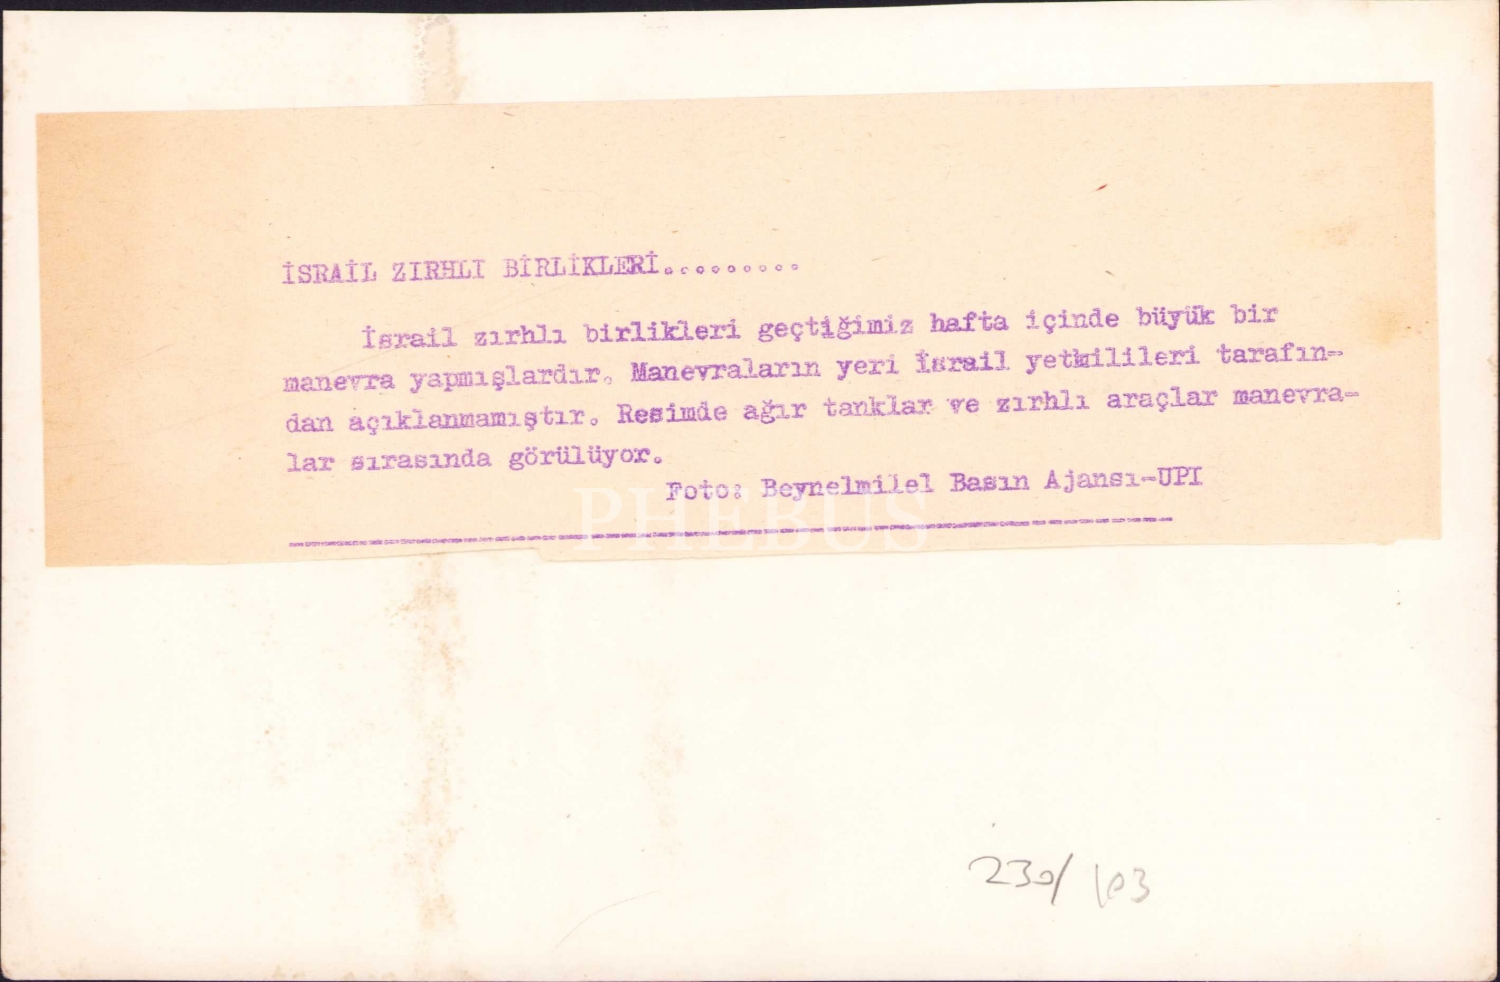 İSRAİL ZIRHLI BİRLİKLERİ.........
İsrail zırhlı birlikleri geçtiğimiz hafta içinde büyük bir
manevra yapmışlardır. Manevraların yeri İsrail yetkilileri tarafın-
dan açıklanmamıştır. Resimde ağır tanklar ve zırhlı araçlar manevra-
lar sırasında görülüyor.
Foto: Beynelmilel Basın Ajansı-UPI
PHEBUS
230/ 103